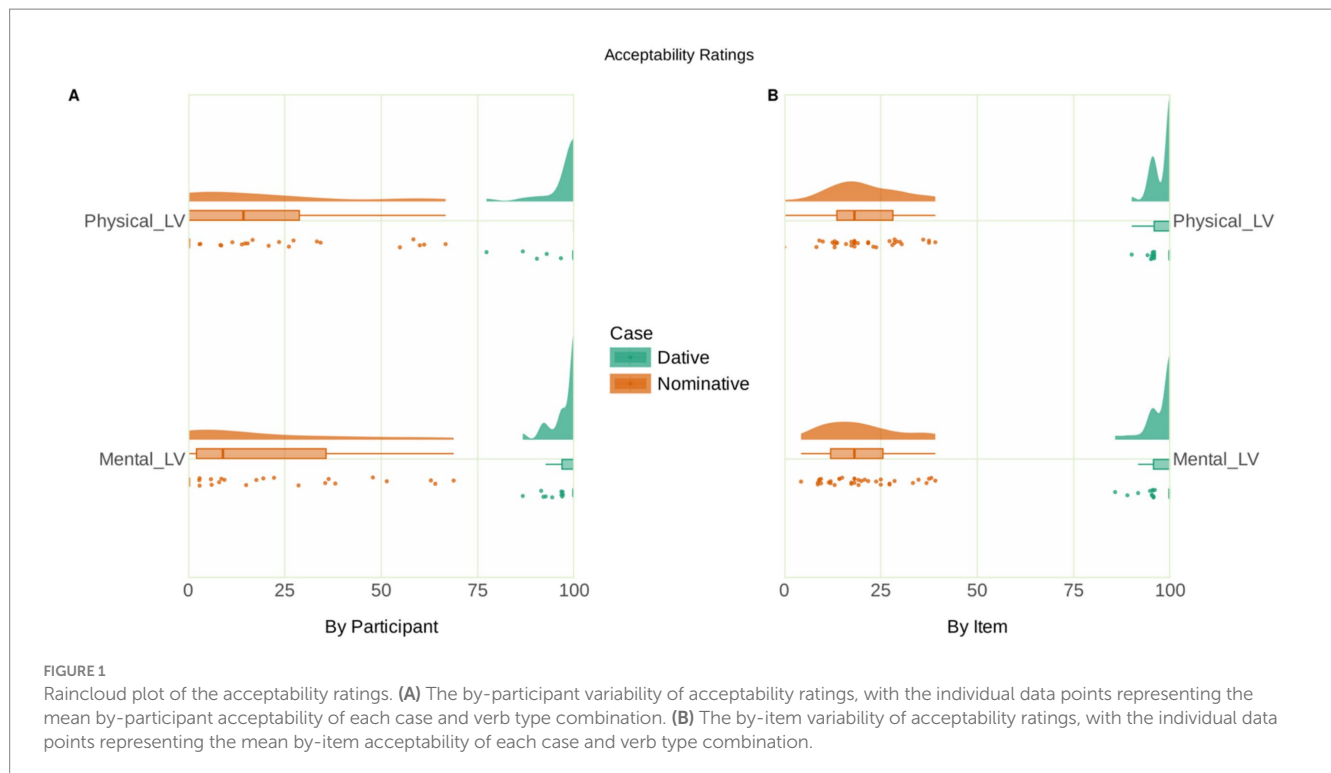 Acceptability Ratings
A
B
Physical_LV
Physical_LV
Case
Dative
Nominative
Mental_LV
Mental_LV
0 25 50 75 100
0 25 50 75 100
By Participant
By Item
FIGURE 1
Raincloud plot of the acceptability ratings. (A) The by-participant variability of acceptability ratings, with the individual data points representing the
mean by-participant acceptability of each case and verb type combination. (B) The by-item variability of acceptability ratings, with the individual data
points representing the mean by-item acceptability of each case and verb type combination.